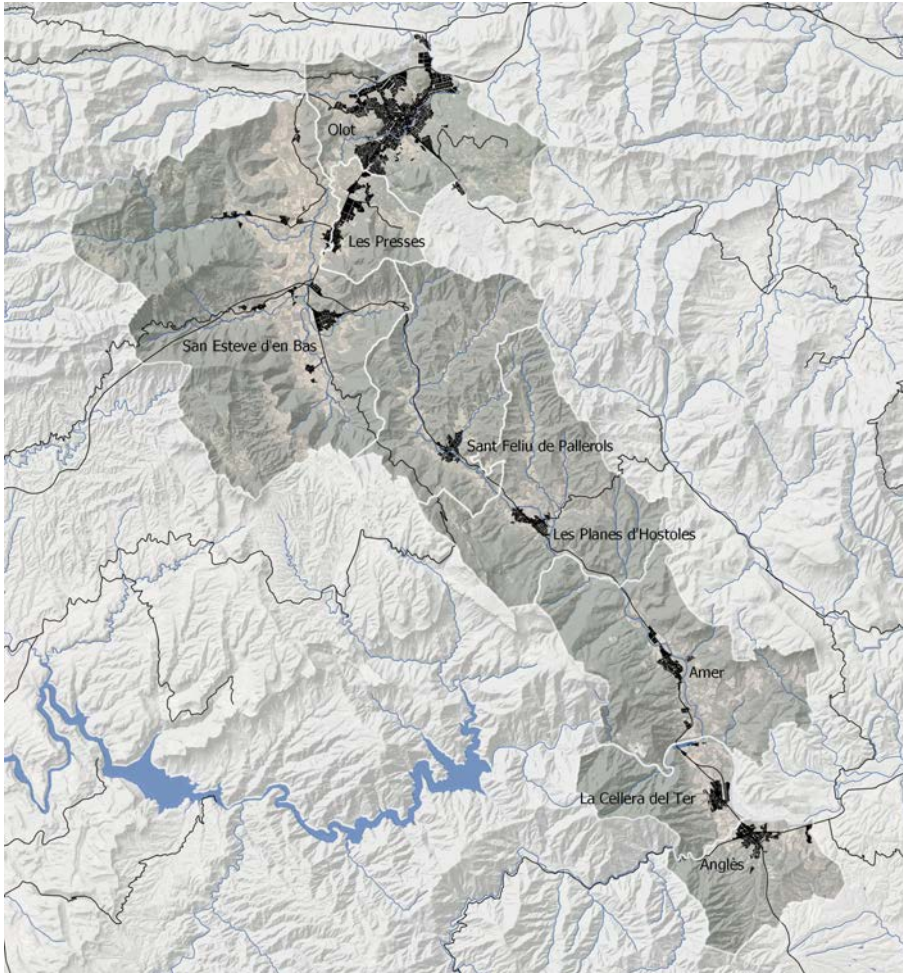 Olot
Les Presses
San Esteve d'en Bas
Sant Feliu de Pallerols
Les Planes d'Hostoles
Amer
La Cellera del Ter
Anglès